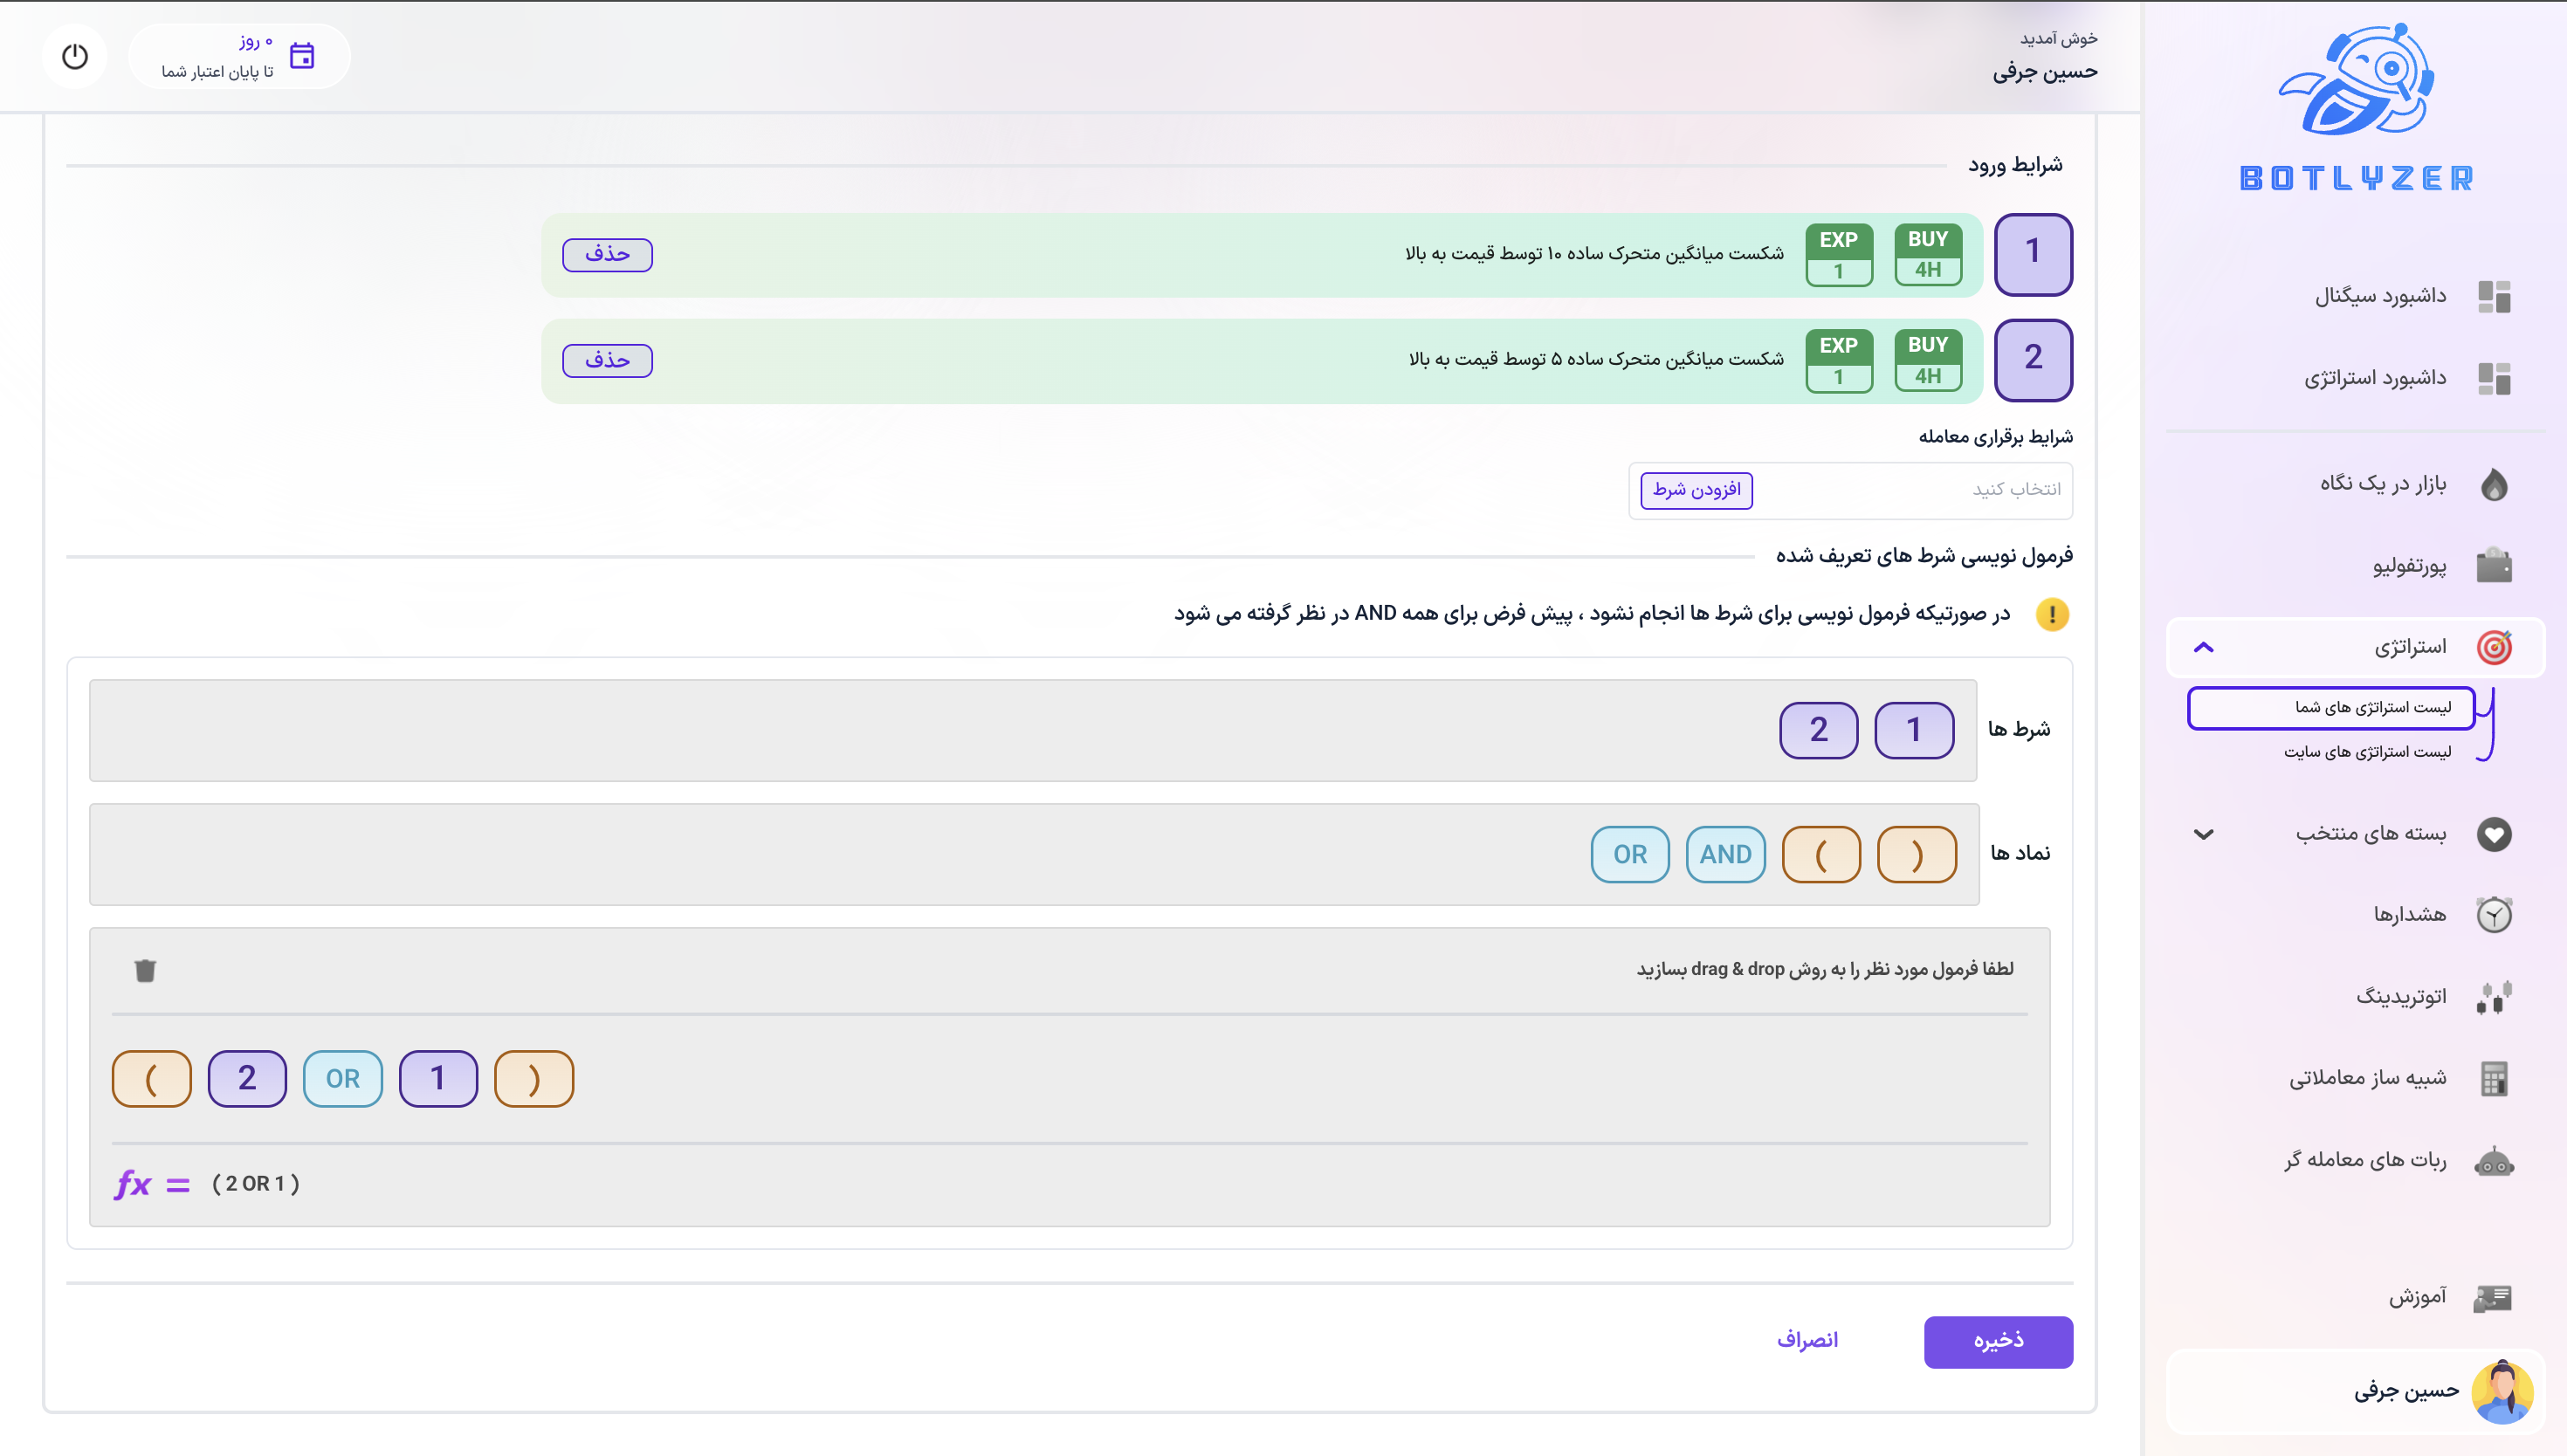 خوش آمدید
حسین جرفی
۰ روز
تا پایان اعتبار شما
BOTLYZER
داشبورد سیگنال
داشبورد استراتژی
بازار در یک نگاه
پورتفولیو
استراتژی
لیست استراتژی های شما
لیست استراتژی های سایت
بسته های منتخب
هشدارها
اتوتریدینگ
شبیه ساز معاملاتی
ربات های معامله گر
آموزش
حسین جرفی
شرایط ورود
1
BUY
4H
EXP
1
شکست میانگین متحرک ساده ۱۰ توسط قیمت به بالا
حذف
2
BUY
4H
EXP
1
شکست میانگین متحرک ساده ۵ توسط قیمت به بالا
حذف
شرایط برقراری معامله
انتخاب کنید
افزودن شرط
فرمول نویسی شرط های تعریف شده
در صورتیکه فرمول نویسی برای شرط ها انجام نشود ، پیش فرض برای همه AND در نظر گرفته می شود
شرط ها
1
2
نماد ها
)
(
AND
OR
لطفا فرمول مورد نظر را به روش drag & drop بسازید
( 2 OR 1 )
fx = ( 2 OR 1 )
ذخیره
انصراف